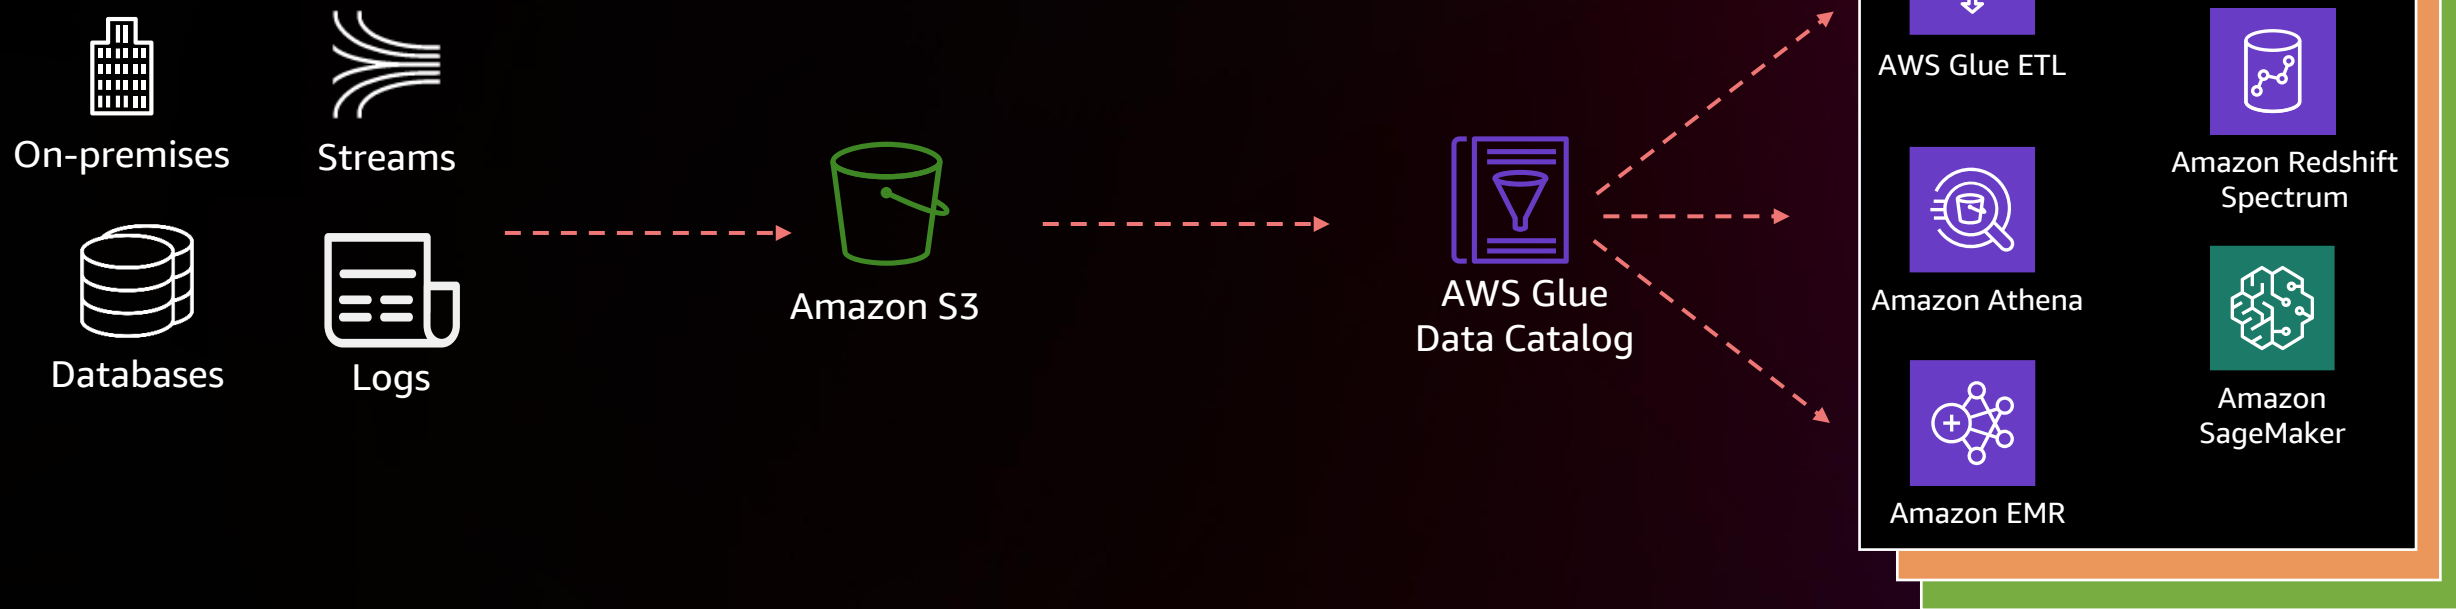 On-premises
Streams
Databases
Logs
Amazon S3
AWS Glue
Data Catalog
AWS Glue ETL
Amazon Athena
Amazon EMR
Amazon Redshift
Spectrum
Amazon
SageMaker